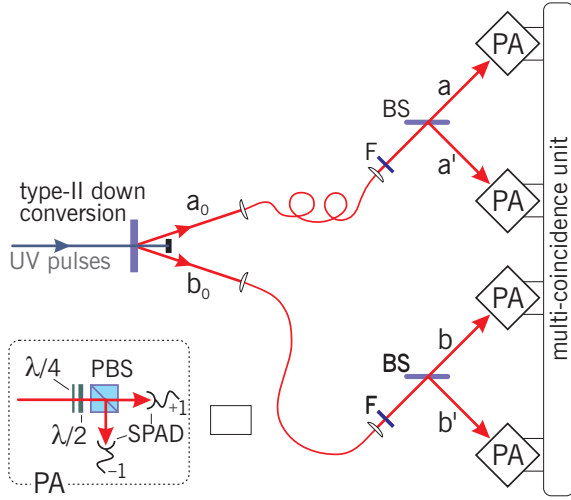 PA
a
BS
F
a'
type-II down
conversion
a₀
PA
UV pulses
b₀
multi-coincidence unit
PA
b
BS
λ/4
PBS
F
b'
+1
λ/2
SPAD
PA
-1
PA